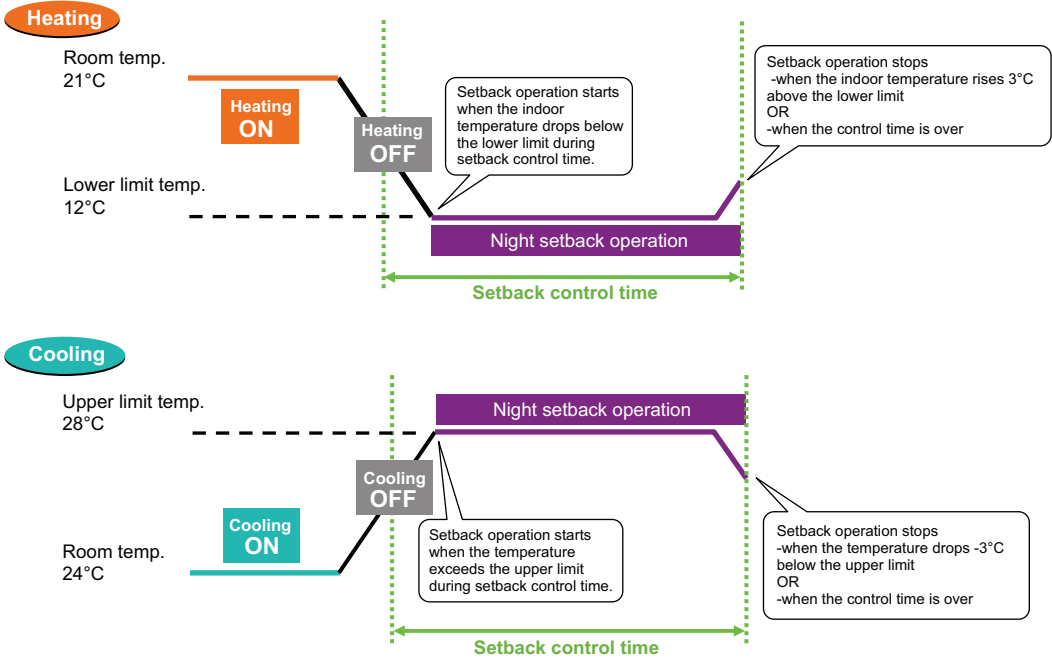 Heating
Room temp.
21°C
Heating
ON
Heating
OFF
Setback operation starts
when the indoor
temperature drops below
the lower limit during
setback control time.
Setback operation stops
-when the indoor temperature rises 3°C
above the lower limit
OR
-when the control time is over
Lower limit temp.
12°C
Night setback operation
Setback control time
Cooling
Upper limit temp.
28°C
Night setback operation
Cooling
OFF
Cooling
ON
Room temp.
24°C
Setback operation starts
when the temperature
exceeds the upper limit
during setback control time.
Setback operation stops
-when the temperature drops -3°C
below the upper limit
OR
-when the control time is over
Setback control time